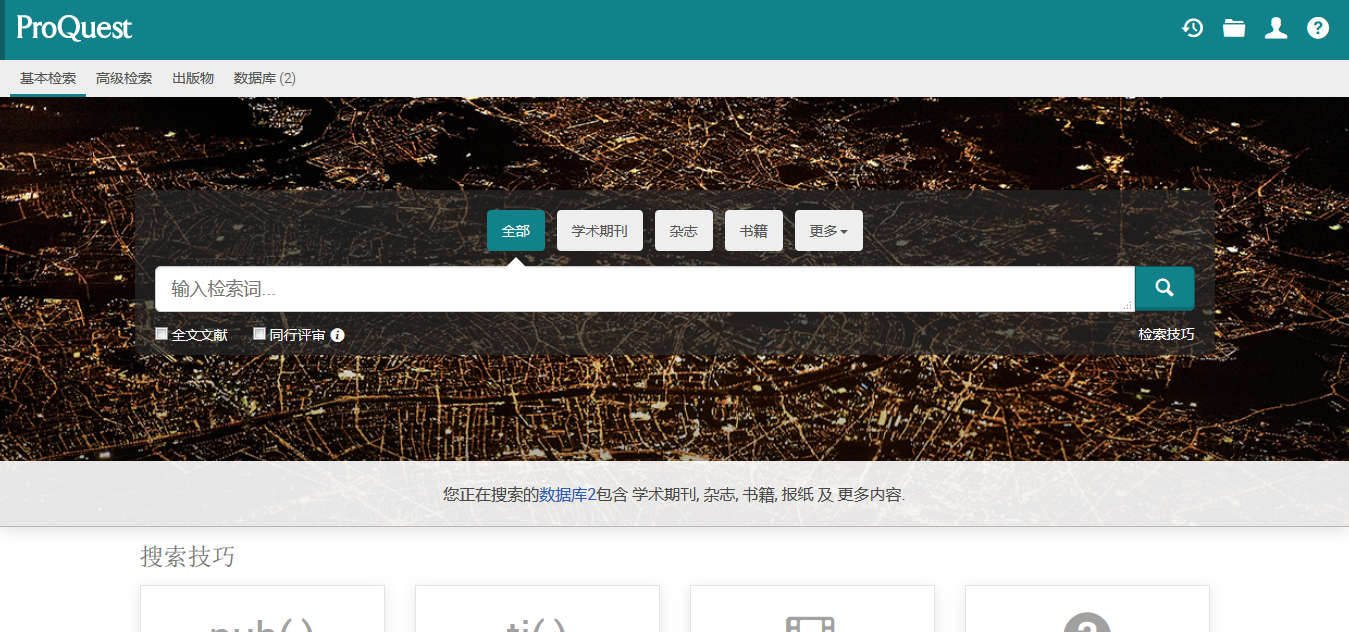 ProQuest
基本检索 高级检索 出版物 数据库 (2)
全部 学术期刊 杂志 书籍 更多
输入检索词...
全文文献 同行评审 检索技巧
您正在搜索的数据库2包含 学术期刊, 杂志, 书籍, 报纸 及 更多内容.
搜索技巧
pub( ) ti( )